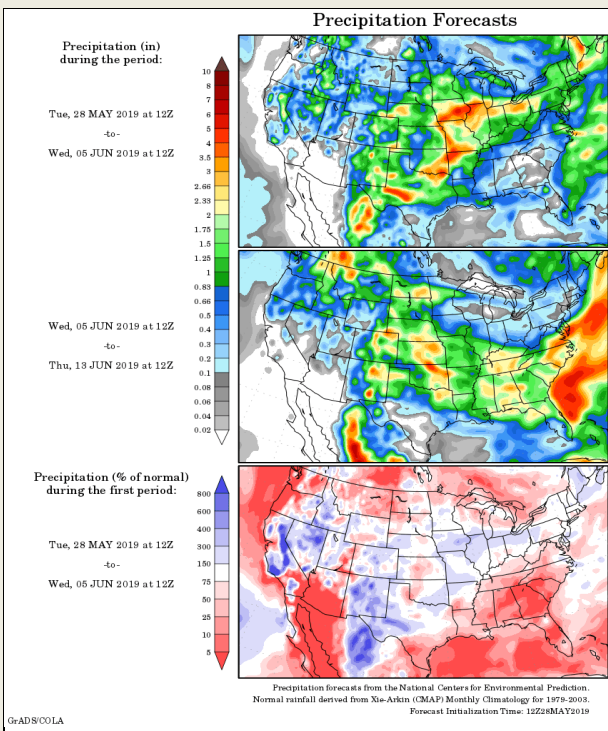 Precipitation Forecasts
Precipitation (in)
during the period:
Tue, 28 MAY 2019 at 12Z
-to-
Wed, 05 JUN 2019 at 12Z
10
8
7
6
5
4
3.5
3
2.66
2.33
2
1.75
1.5
1.25
1
0.83
0.66
0.5
0.4
0.3
0.2
0.1
0.08
0.06
0.04
0.02
Wed, 05 JUN 2019 at 12Z
-to-
Thu, 13 JUN 2019 at 12Z
Precipitation (% of normal)
during the first period:
Tue, 28 MAY 2019 at 12Z
-to-
Wed, 05 JUN 2019 at 12Z
800
600
400
300
150
75
50
25
10
5
Precipitation forecasts from the National Centers for Environmental Prediction.
Normal rainfall derived from Xie-Arkin (CMAP) Monthly Climatology for 1979-2003.
Forecast Initialization Time: 12Z28MAY2019
GrADS/COLA